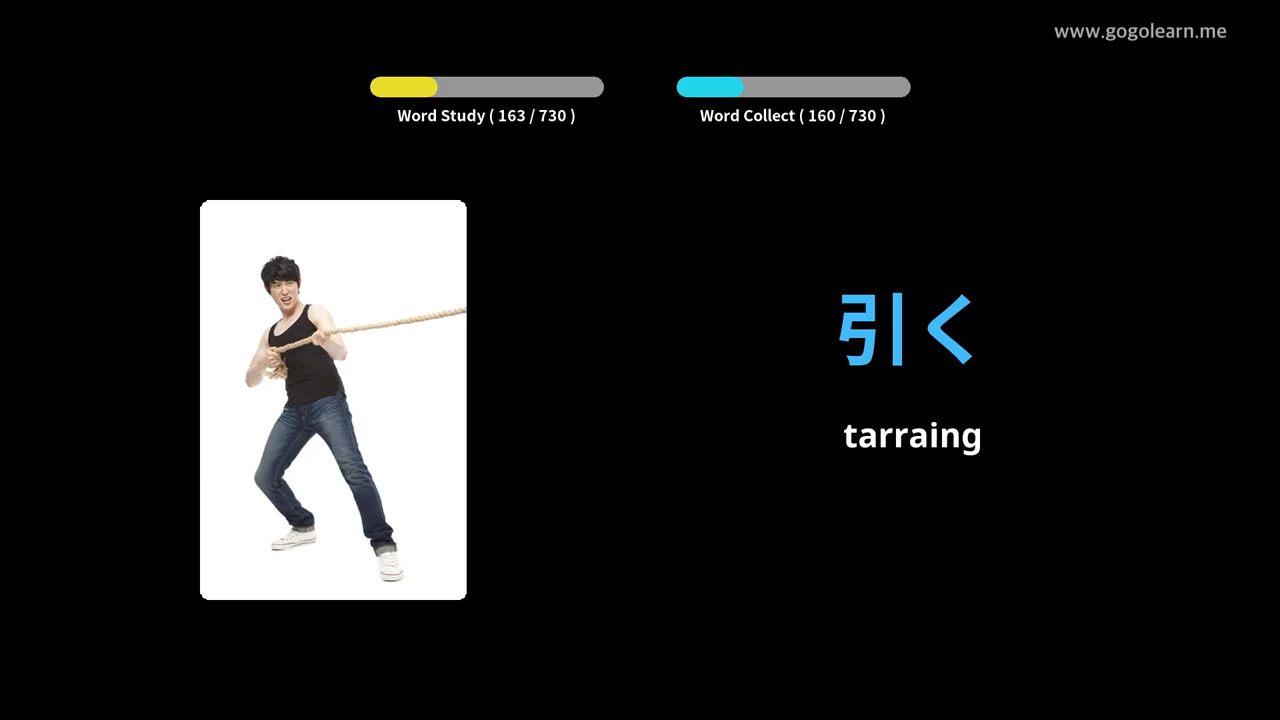 www.gogolearn.me
Word Study ( 163 / 730 )
Word Collect ( 160 / 730 )
引く
tarraing